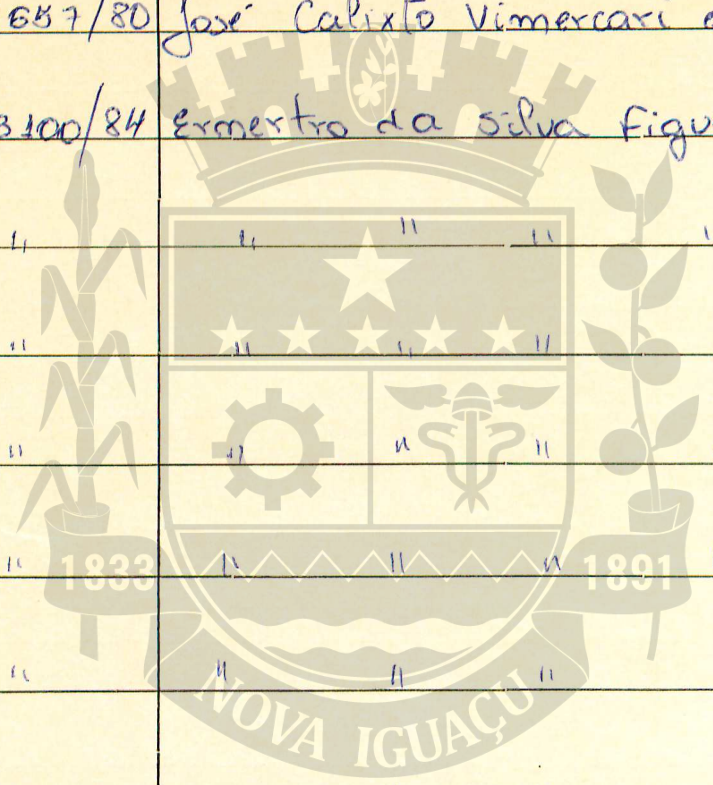 657/80 José Calixto Vimercari e
3100/84 Ermertro da Silva Figu
" " " " "
" " " "
" " " "
" " " "
" " " "
1833 1891
NOVA IGUAÇU